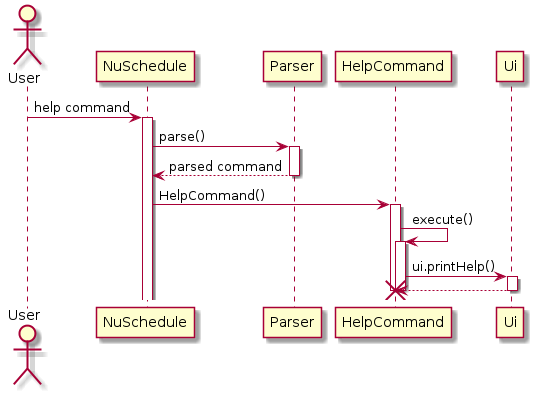 User
NuSchedule
Parser
HelpCommand
Ui
help command
parse()
parsed command
HelpCommand()
execute()
ui.printHelp()
User
NuSchedule
Parser
HelpCommand
Ui